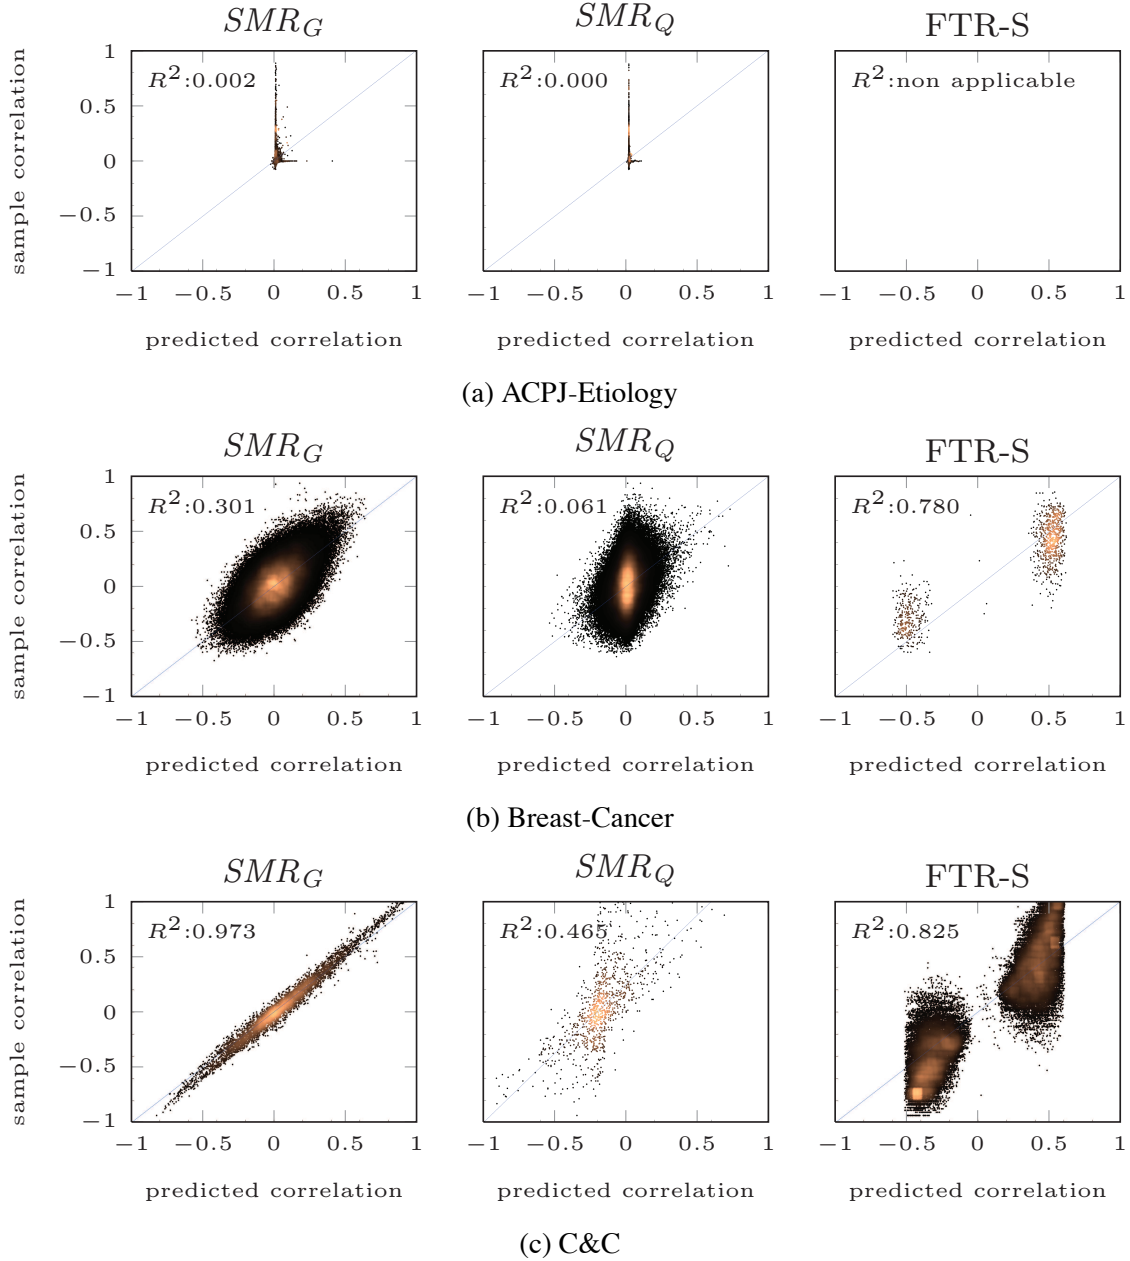 SMR_G SMR_Q FTR-S
R²:0.002 R²:0.000 R²:non applicable
sample correlation
1
0.5
0
−0.5
−1
−1 −0.5 0 0.5 1 −1 −0.5 0 0.5 1 −1 −0.5 0 0.5 1
predicted correlation predicted correlation predicted correlation
(a) ACPJ-Etiology
SMR_G SMR_Q FTR-S
R²:0.301 R²:0.061 R²:0.780
sample correlation
1
0.5
0
−0.5
−1
−1 −0.5 0 0.5 1 −1 −0.5 0 0.5 1 −1 −0.5 0 0.5 1
predicted correlation predicted correlation predicted correlation
(b) Breast-Cancer
SMR_G SMR_Q FTR-S
R²:0.973 R²:0.465 R²:0.825
sample correlation
1
0.5
0
−0.5
−1
−1 −0.5 0 0.5 1 −1 −0.5 0 0.5 1 −1 −0.5 0 0.5 1
predicted correlation predicted correlation predicted correlation
(c) C&C